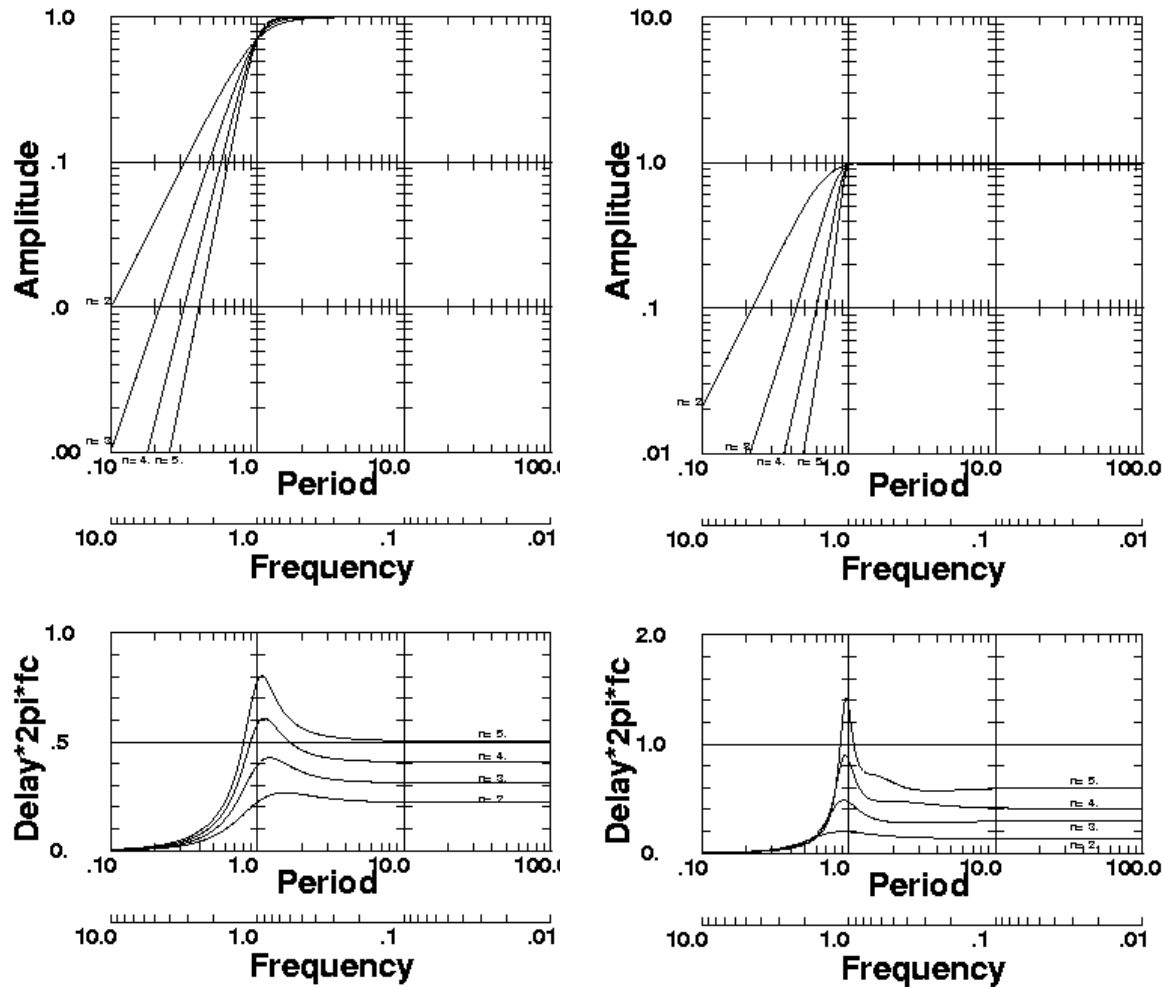 1.0
.1
.0
.00
Amplitude
n= 2
n= 3
n= 4. n= 5.
.10 1.0 10.0 100.0
Period
10.0 1.0 .1 .01
Frequency
10.0
1.0
.1
.01
Amplitude
n= 2
n= 3.
n= 4. n= 5.
.10 1.0 10.0 100.0
Period
10.0 1.0 .1 .01
Frequency
1.0
.5
0.
Delay*2pi*fc
n= 5.
n= 4.
n= 3.
n= 2.
.10 1.0 10.0 100.0
Period
10.0 1.0 .1 .01
Frequency
2.0
1.0
0.
Delay*2pi*fc
n= 5.
n= 4.
n= 3.
n= 2.
.10 1.0 10.0 100.0
Period
10.0 1.0 .1 .01
Frequency